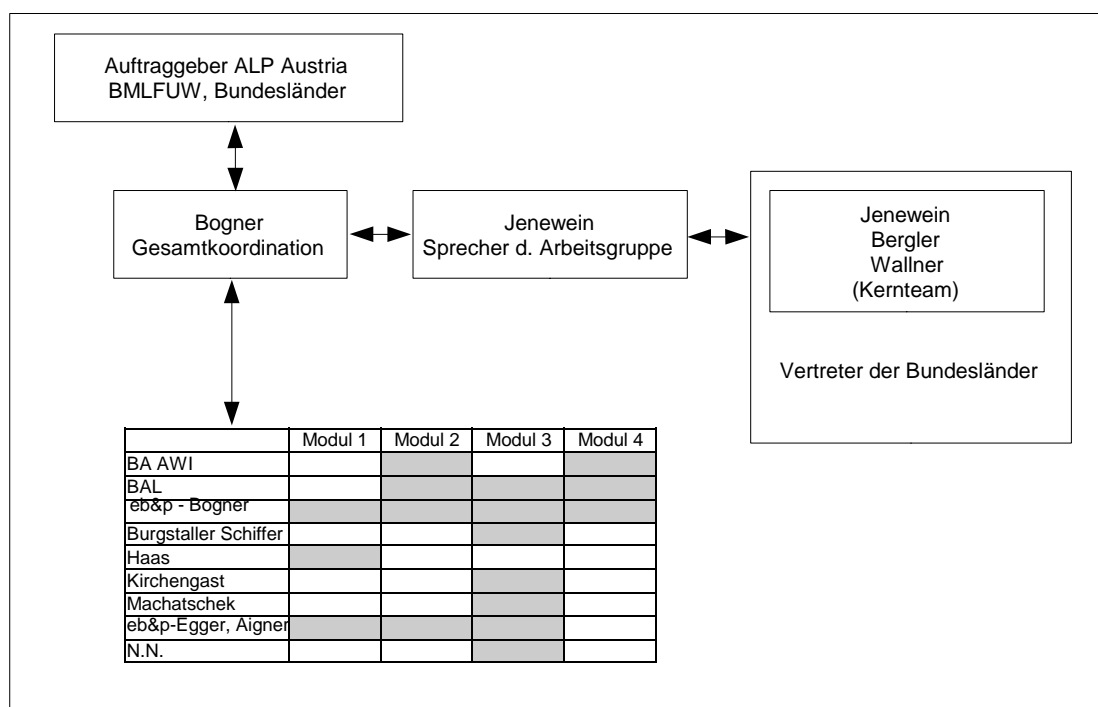 Auftraggeber ALP Austria
BMLFUW, Bundesländer
Bogner
Gesamtkoordination
Jenewein
Sprecher d. Arbeitsgruppe
Jenewein
Bergler
Wallner
(Kernteam)
Vertreter der Bundesländer
Modul 1 Modul 2 Modul 3 Modul 4
BA AWI
BAL
eb&p - Bogner
Burgstaller Schiffer
Haas
Kirchengast
Machatschek
eb&p-Egger, Aigner
N.N.